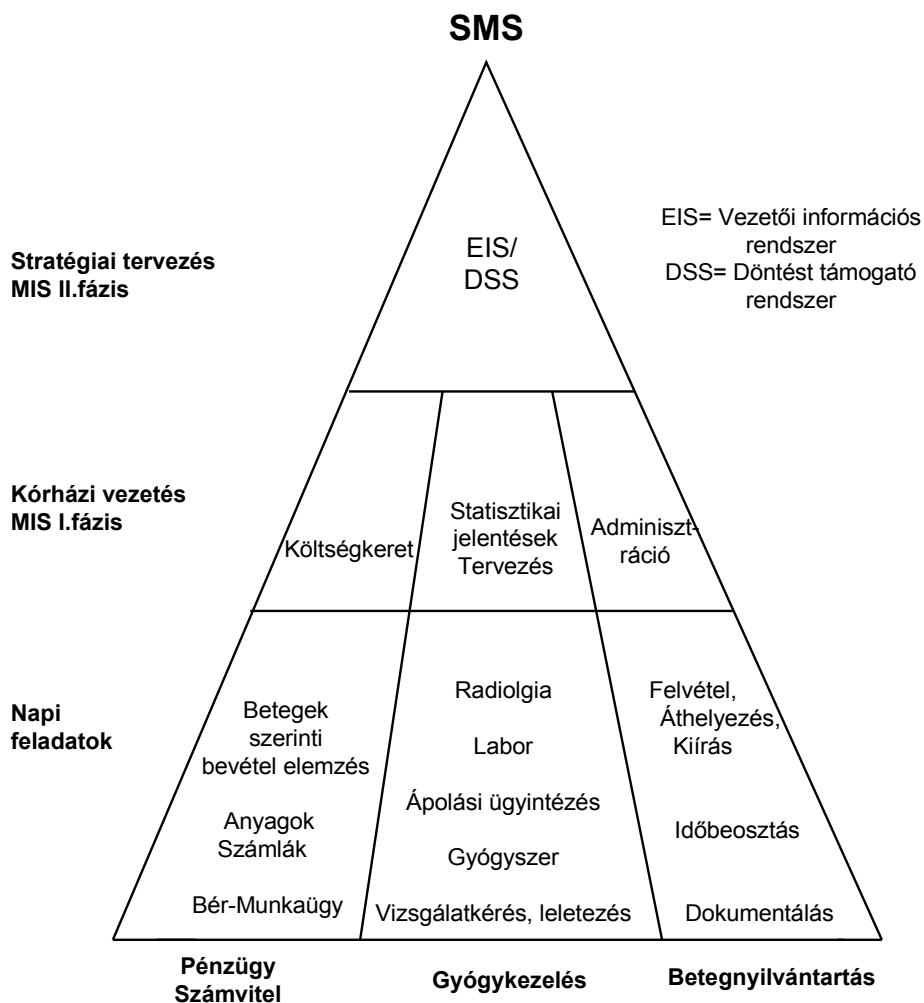 SMS
EIS/
DSS
EIS= Vezetői információs
rendszer
DSS= Döntést támogató
rendszer
Stratégiai tervezés
MIS II.fázis
Kórházi vezetés
MIS I.fázis
Költségkeret
Statisztikai
jelentések
Tervezés
Adminiszt-
ráció
Napi
feladatok
Betegek
szerinti
bevétel elemzés
Anyagok
Számlák
Bér-Munkaügy
Radiolgia
Labor
Ápolási ügyintézés
Gyógyszer
Vizsgálatkérés, leletezés
Felvétel,
Áthelyezés,
Kiírás
Időbeosztás
Dokumentálás
Pénzügy
Számvitel
Gyógykezelés
Betegnyilvántartás